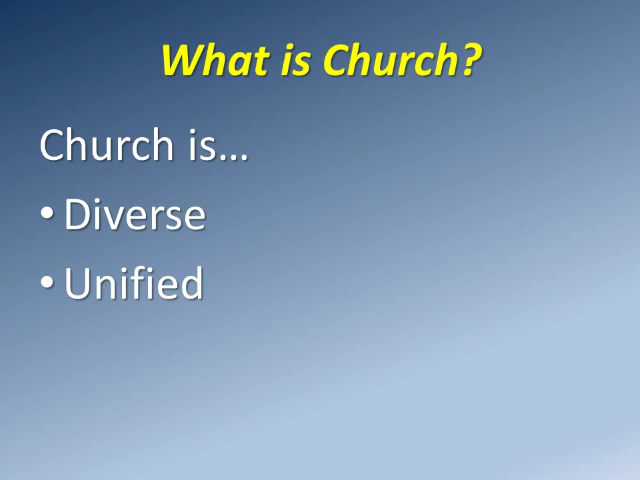 What is Church?
Church is…
• Diverse
• Unified